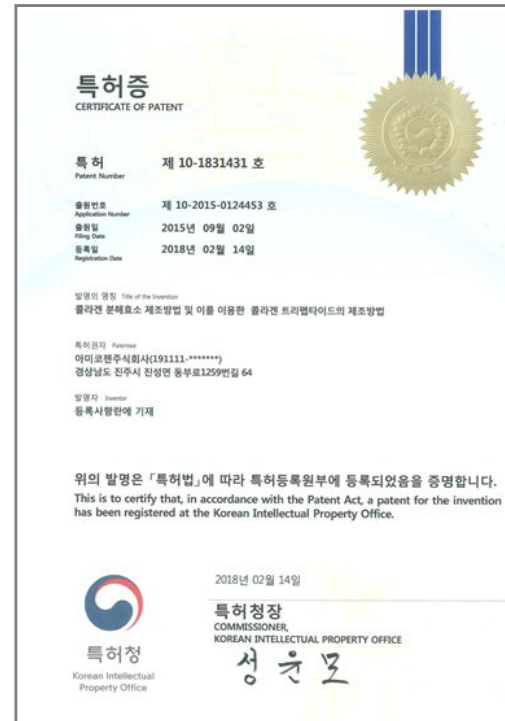 특허증
CERTIFICATE OF PATENT
특 허 제 10-1831431 호
Patent Number
출원번호 제 10-2015-0124453 호
Application Number
출원일 2015년 09월 02일
Filing Date
등록일 2018년 02월 14일
Registration Date
발명의 명칭 Title of the Invention
콜라겐 분해효소 제조방법 및 이를 이용한 콜라겐 트리펩타이드의 제조방법
특허권자 Patentee
아미코젠주식회사(191111-*******)
경상남도 진주시 진성면 동부로1259번길 64
발명자 Inventor
등록사항란에 기재
위의 발명은 「특허법」에 따라 특허등록원부에 등록되었음을 증명합니다.
This is to certify that, in accordance with the Patent Act, a patent for the invention
has been registered at the Korean Intellectual Property Office.
2018년 02월 14일
특허청장
COMMISSIONER,
KOREAN INTELLECTUAL PROPERTY OFFICE
성윤모
특허청
Korean Intellectual
Property Office